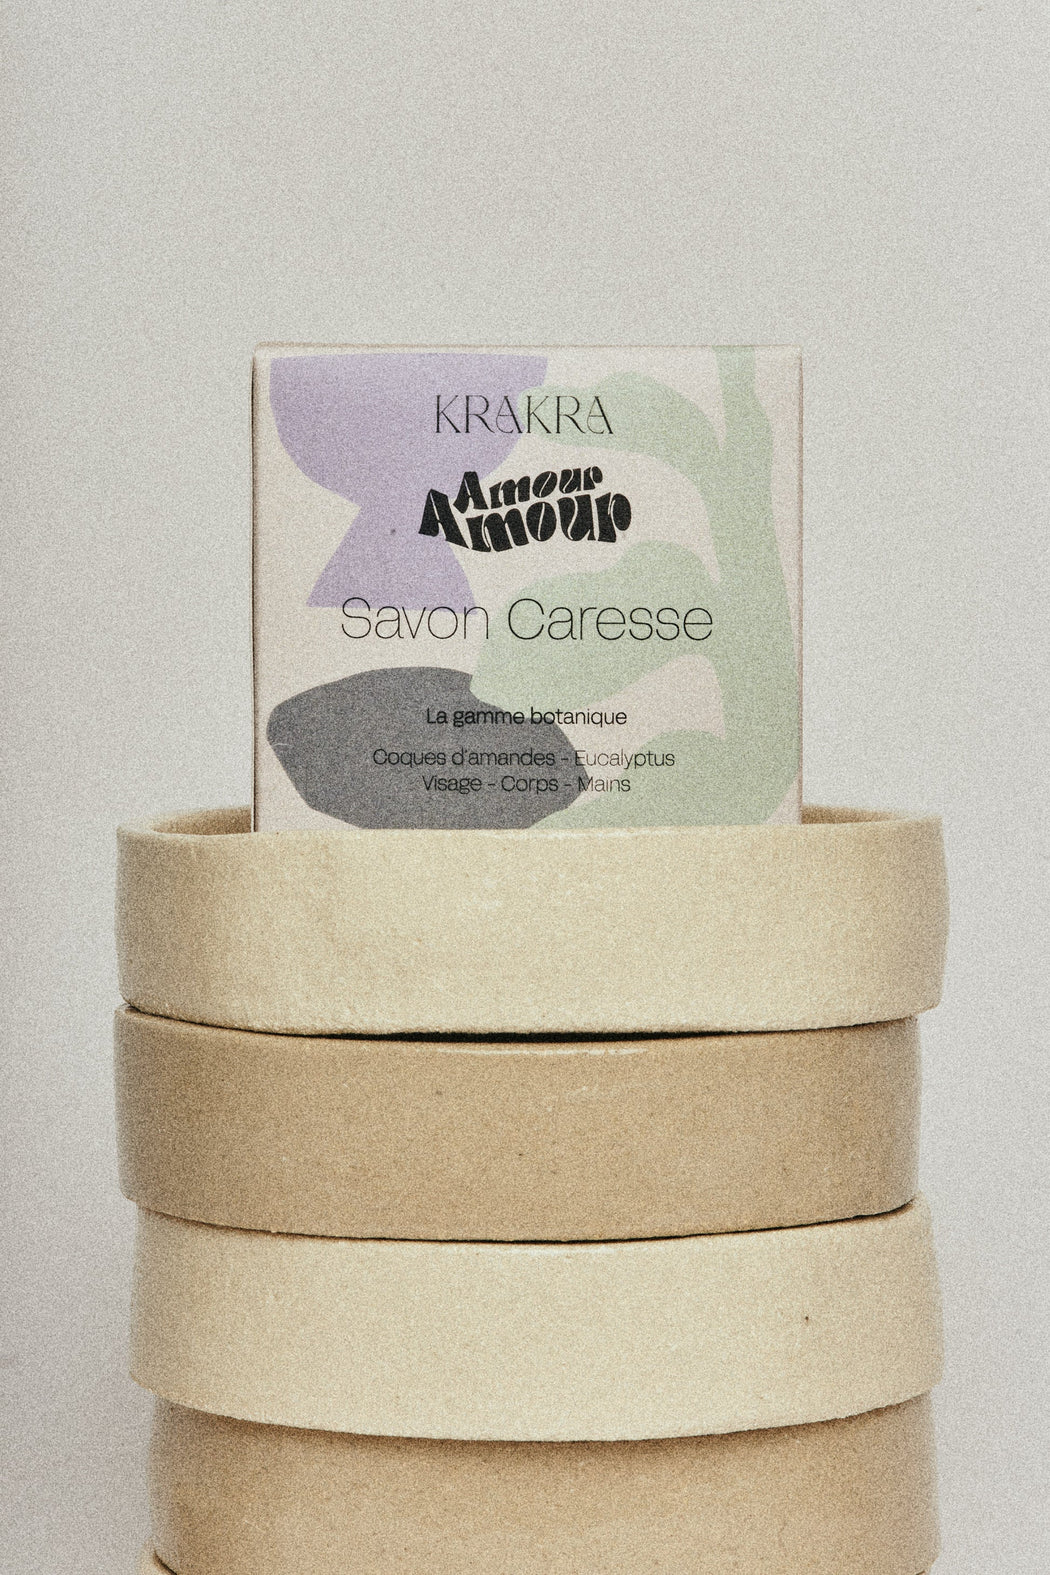 KRAKRA
Amour
Amour
Savon Caresse
La gamme botanique
Coques d'amandes - Eucalyptus
Visage - Corps - Mains